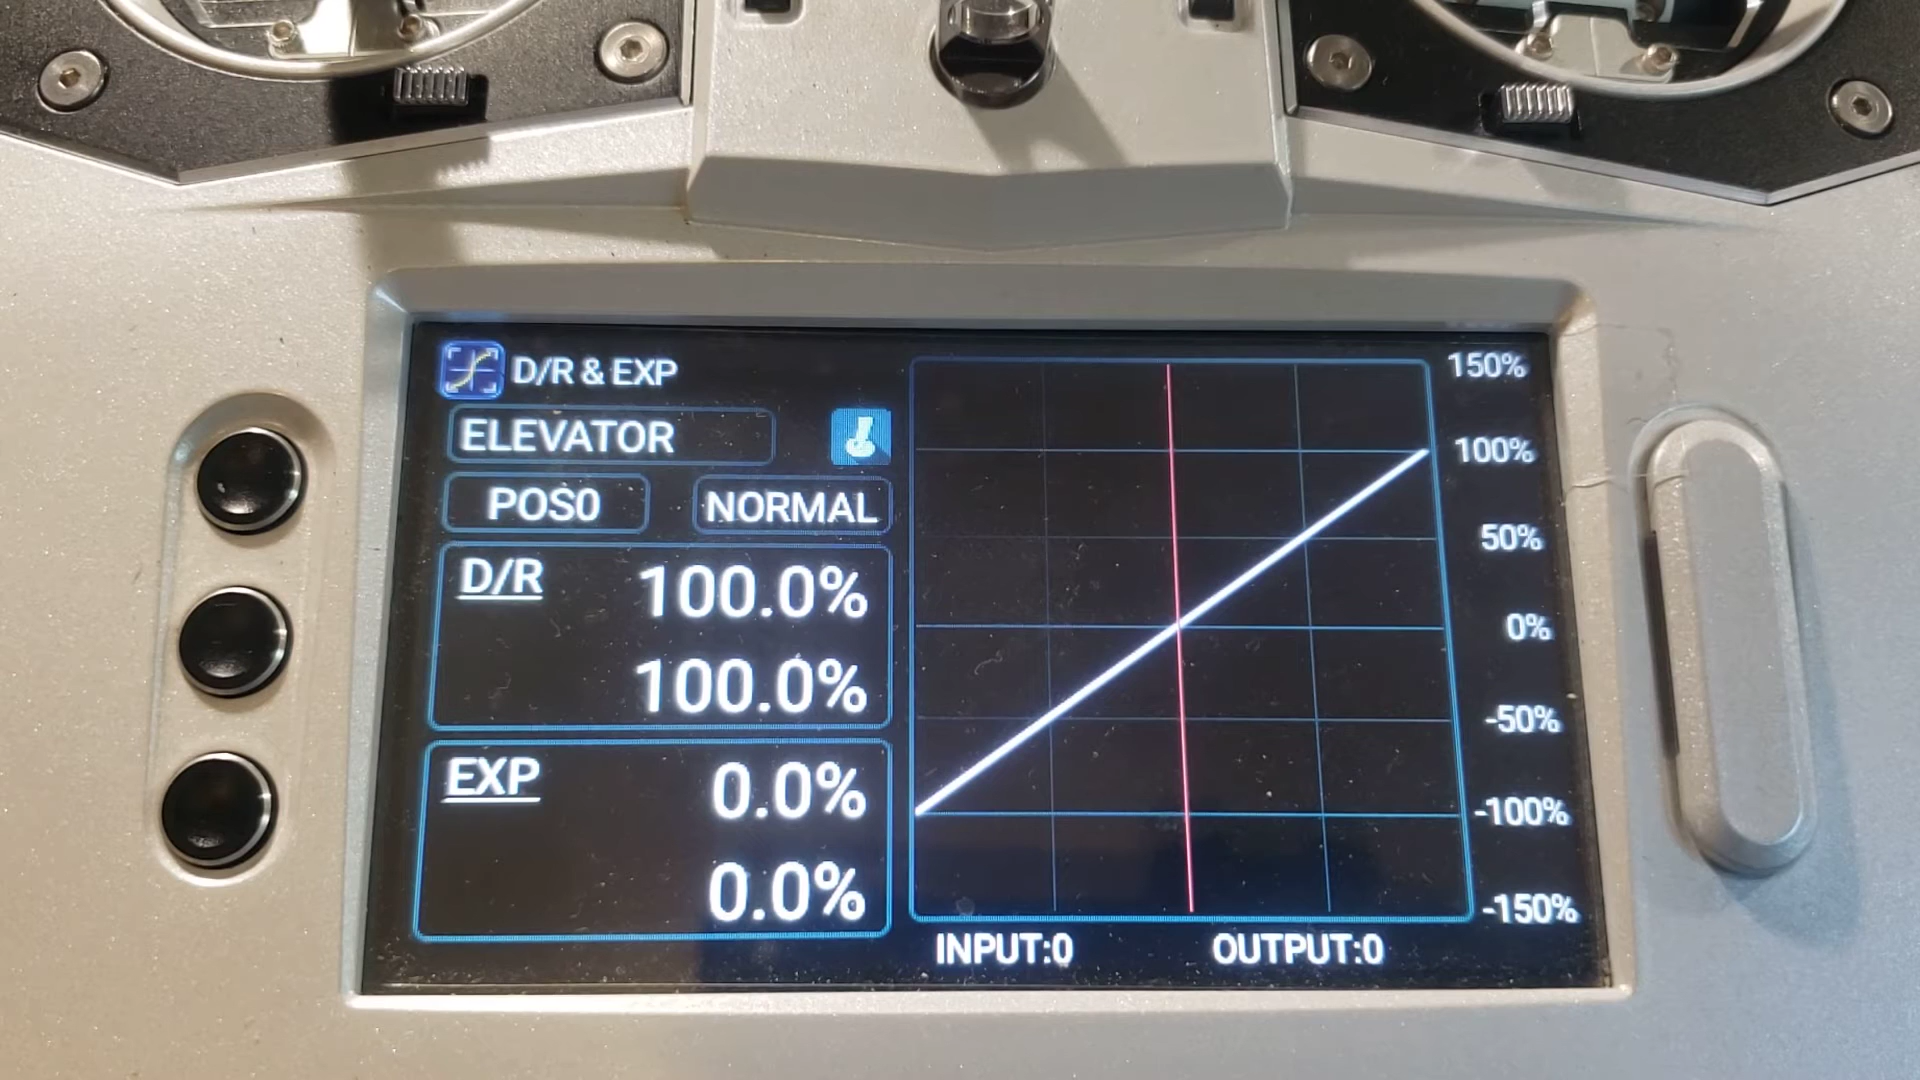 D/R & EXP
ELEVATOR
POS0 NORMAL
D/R 100.0%
100.0%
EXP 0.0%
0.0%
150%
100%
50%
0%
-50%
-100%
-150%
INPUT:0 OUTPUT:0